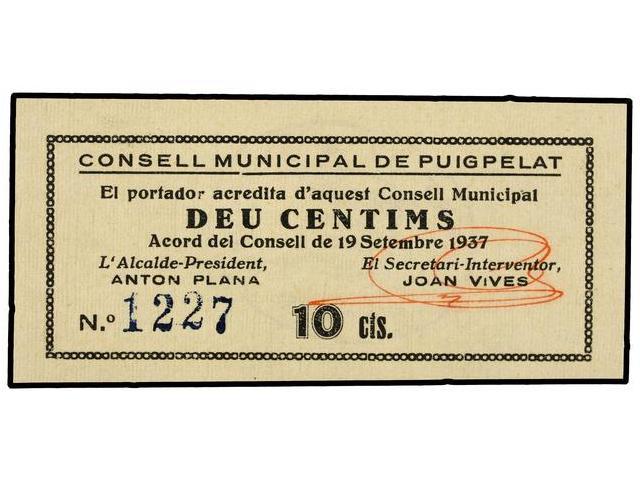 CONSELL MUNICIPAL DE PUIGPELAT
El portador acredita d'aquest Consell Municipal
DEU CENTIMS
Acord del Consell de 19 Setembre 1937
L'Alcalde-President, El Secretari-Interventor,
ANTON PLANA JOAN VIVES
N.º 1227 10 cts.